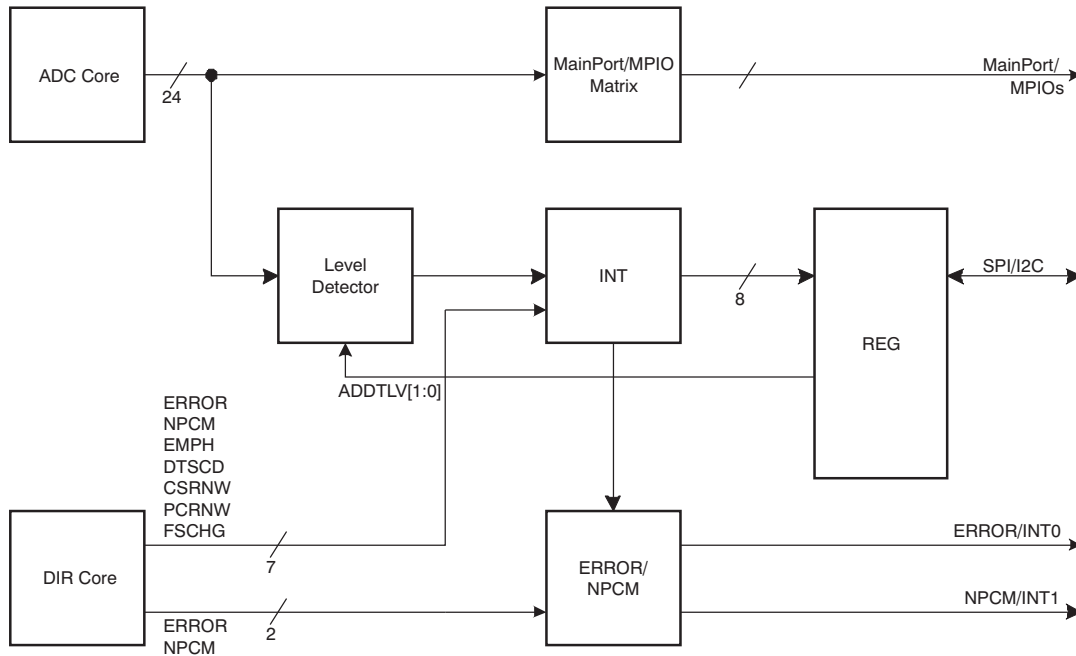 ADC Core
24
MainPort/MPIO
Matrix
MainPort/
MPIOs
Level
Detector
INT
8
REG
SPI/I2C
ADDTLV[1:0]
ERROR
NPCM
EMPH
DTSCD
CSRNW
PCRNW
FSCHG
DIR Core
7
ERROR
NPCM
2
ERROR/
NPCM
ERROR/INT0
NPCM/INT1